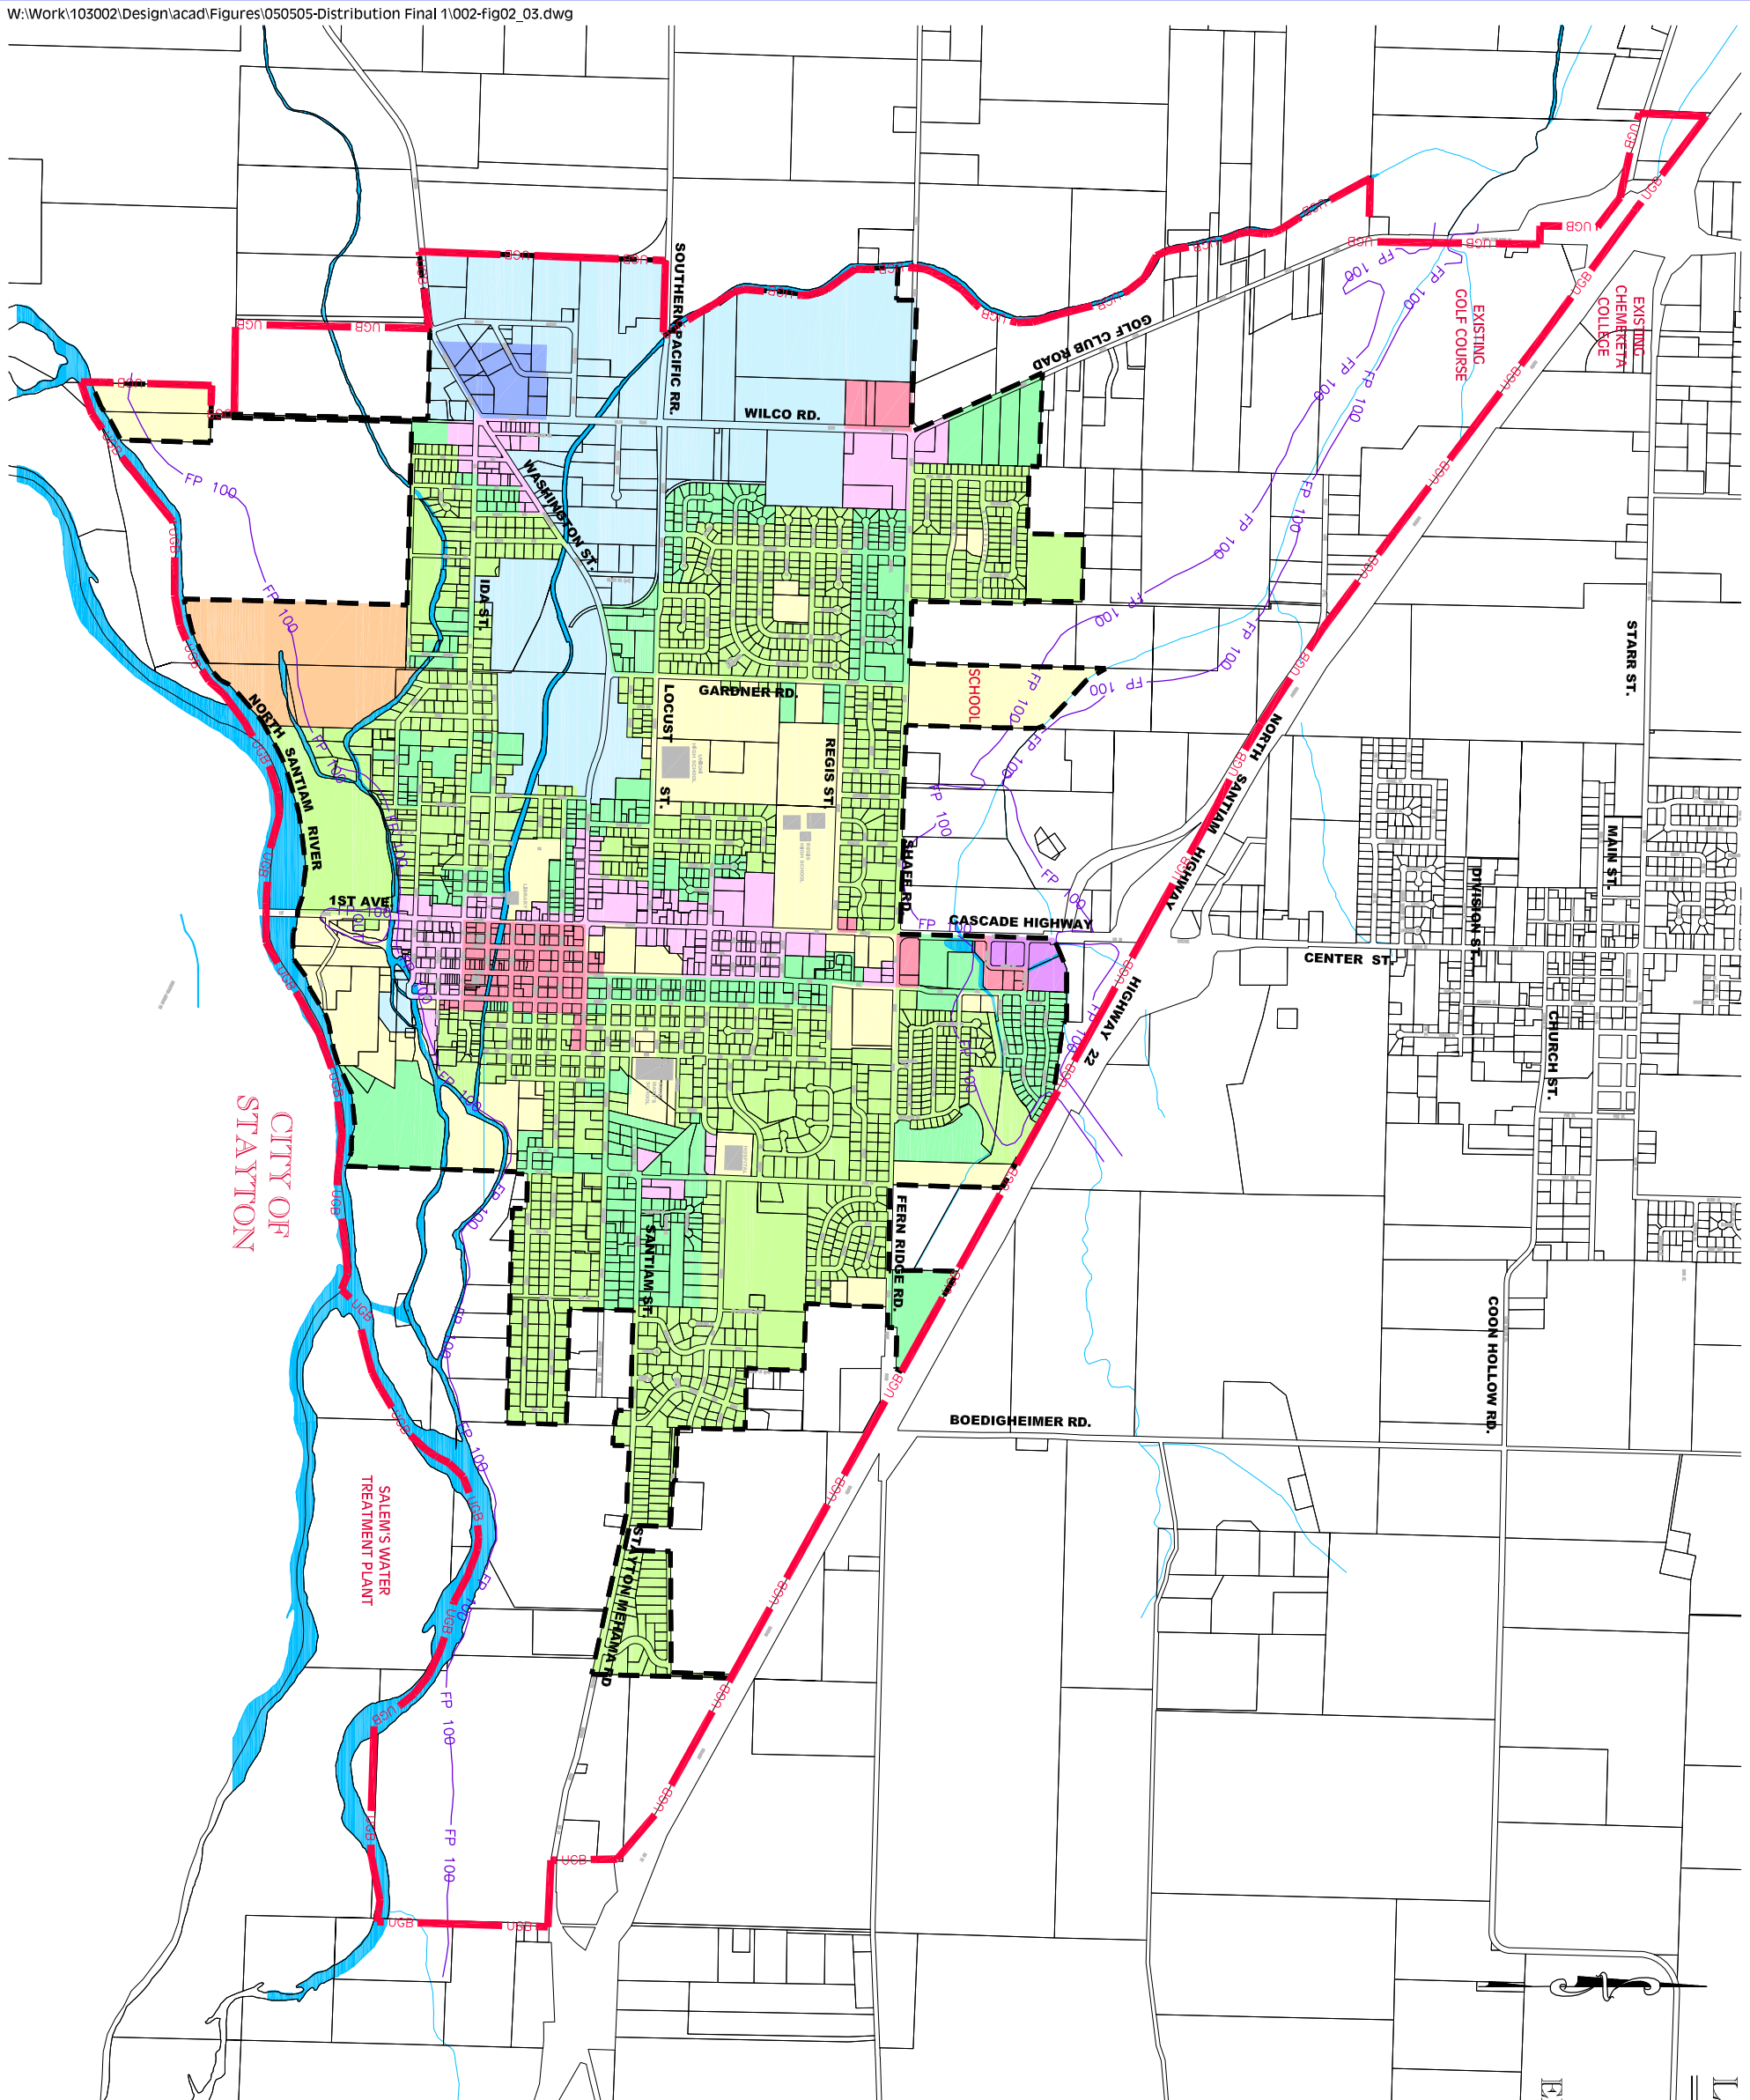 W:\Work\103002\Design\acad\Figures\050505-Distribution Final 1\002-fig02_03.dwg
UGB
EXISTING
CHEMEKETA
COLLEGE
EXISTING
GOLF COURSE
GOLF CLUB ROAD
SOUTHERN PACIFIC RR.
WILCO RD.
WASHINGTON ST.
IDA ST.
FP 100
STARR ST.
SCHOOL
GARDNER RD.
LOCUST ST.
REGIS ST.
NORTH SANTIAM RIVER
NORTH SANTIAM HIGHWAY
HIGHWAY 22
SHAFF RD.
MAIN ST.
DIVISION ST.
1ST AVE
CASCADE HIGHWAY
CENTER ST.
CHURCH ST.
LIBRARY
HOSPITAL
CITY OF
STAYTON
FERN RIDGE RD.
SANTIAM ST.
COON HOLLOW RD.
BOEDIGHEIMER RD.
SALEM'S WATER
TREATMENT PLANT
STAYTON MEHAMA RD